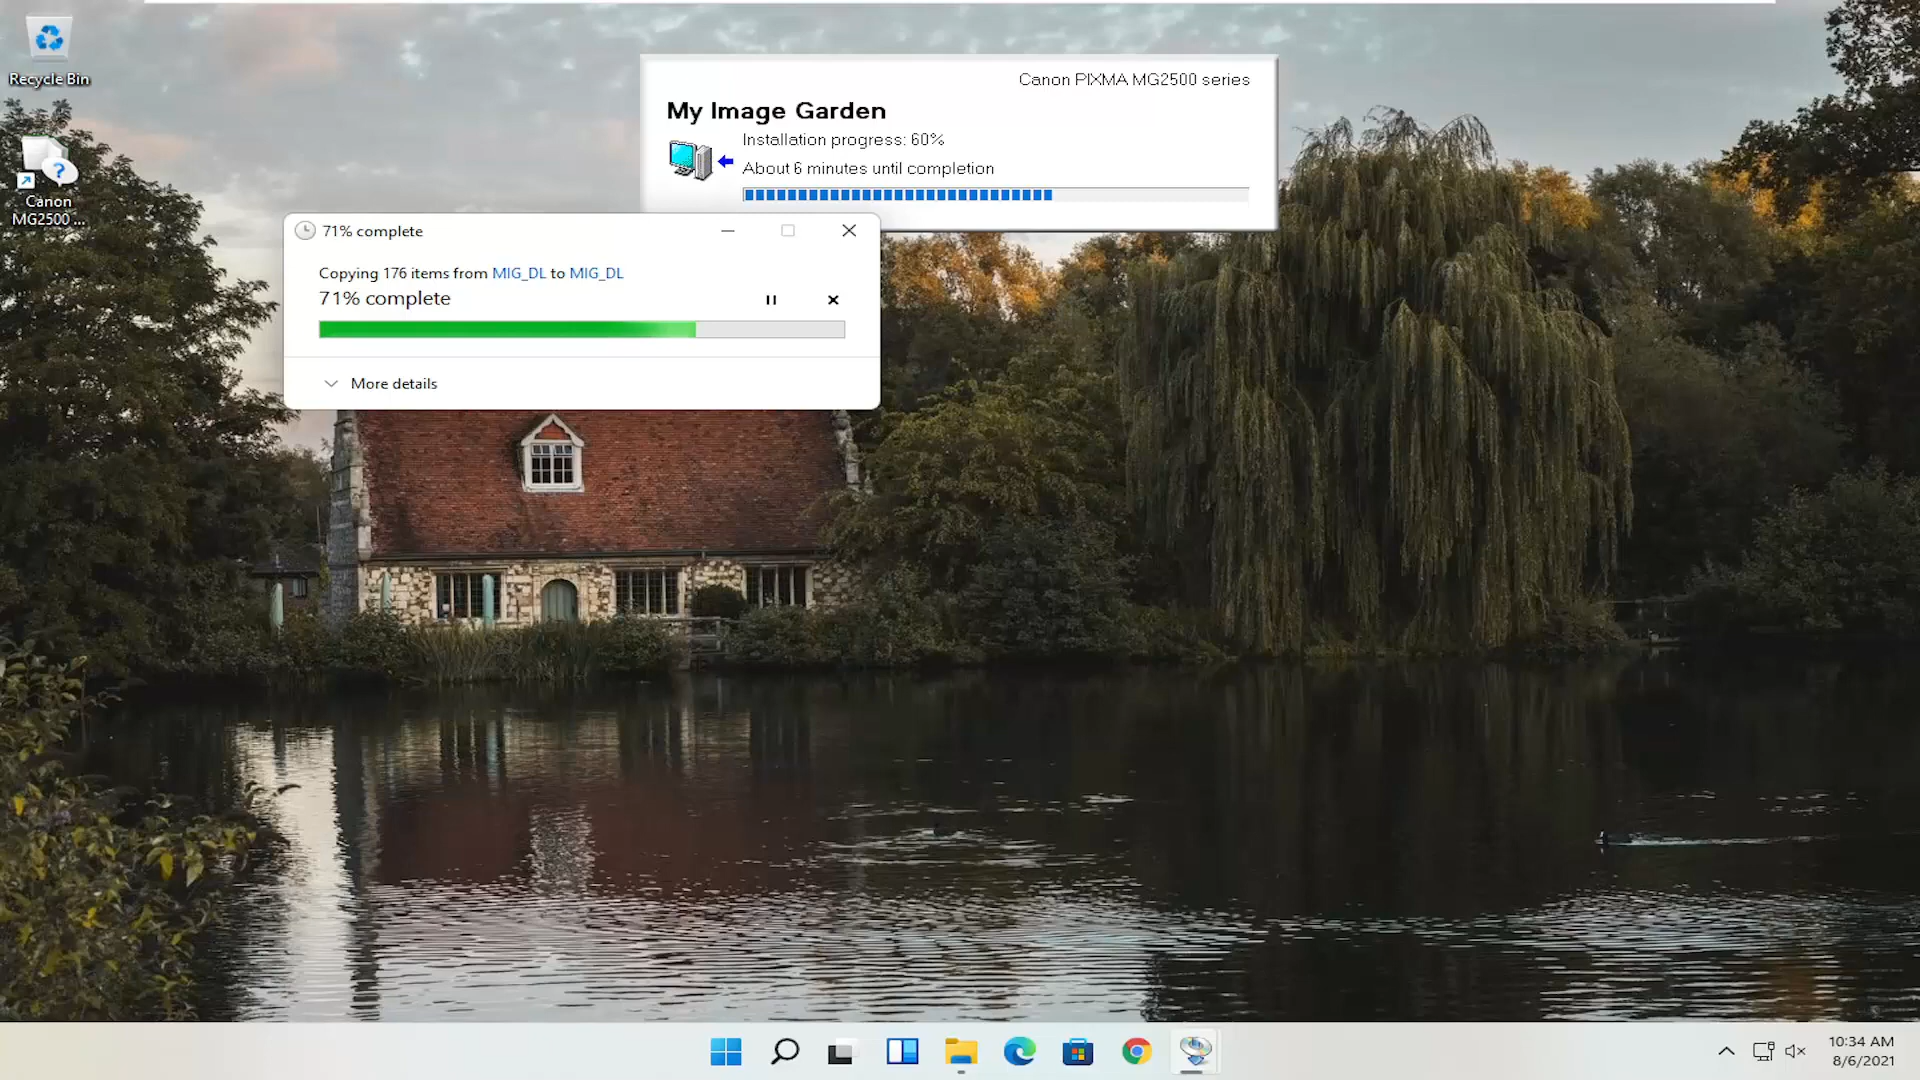 Recycle Bin
Canon
MG2500 ...
Canon PIXMA MG2500 series
My Image Garden
Installation progress: 60%
About 6 minutes until completion
71% complete
Copying 176 items from MIG_DL to MIG_DL
71% complete
More details
10:34 AM
8/6/2021